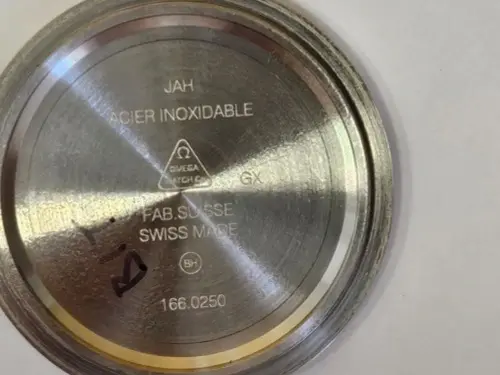 JAH
ACIER INOXIDABLE
Ω
OMEGA
WATCH Co
GX
FAB.SUISSE
SWISS MADE
BH
166.0250